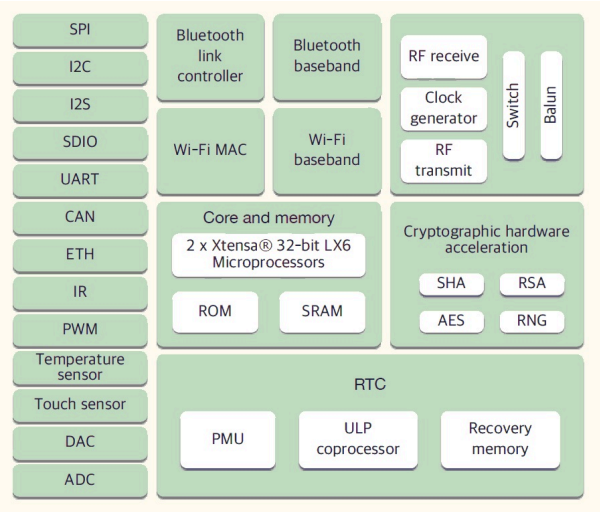 SPI
I2C
I2S
SDIO
UART
CAN
ETH
IR
PWM
Temperature
sensor
Touch sensor
DAC
ADC
Bluetooth
link
controller
Bluetooth
baseband
Wi-Fi MAC
Wi-Fi
baseband
RF receive
Clock
generator
RF
transmit
Switch
Balun
Core and memory
2 x Xtensa® 32-bit LX6
Microprocessors
ROM
SRAM
Cryptographic hardware
acceleration
SHA
RSA
AES
RNG
RTC
PMU
ULP
coprocessor
Recovery
memory